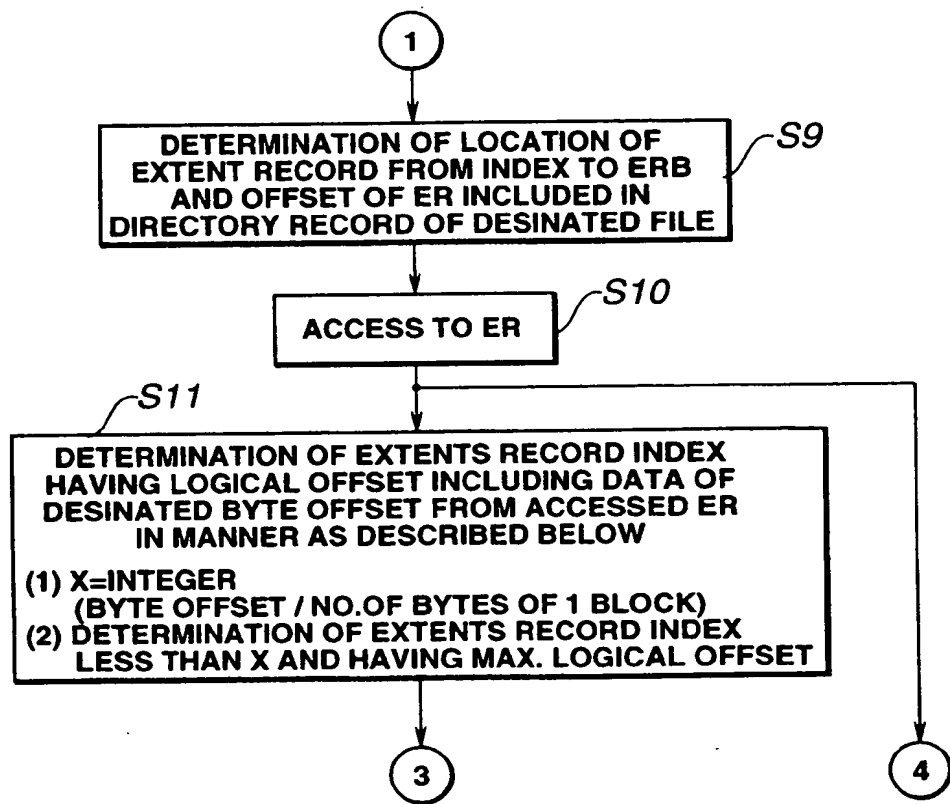 1
DETERMINATION OF LOCATION OF
EXTENT RECORD FROM INDEX TO ERB
AND OFFSET OF ER INCLUDED IN
DIRECTORY RECORD OF DESINATED FILE
S9
ACCESS TO ER
S10
S11
DETERMINATION OF EXTENTS RECORD INDEX
HAVING LOGICAL OFFSET INCLUDING DATA OF
DESINATED BYTE OFFSET FROM ACCESSED ER
IN MANNER AS DESCRIBED BELOW
(1) X=INTEGER
(BYTE OFFSET / NO.OF BYTES OF 1 BLOCK)
(2) DETERMINATION OF EXTENTS RECORD INDEX
LESS THAN X AND HAVING MAX. LOGICAL OFFSET
3
4